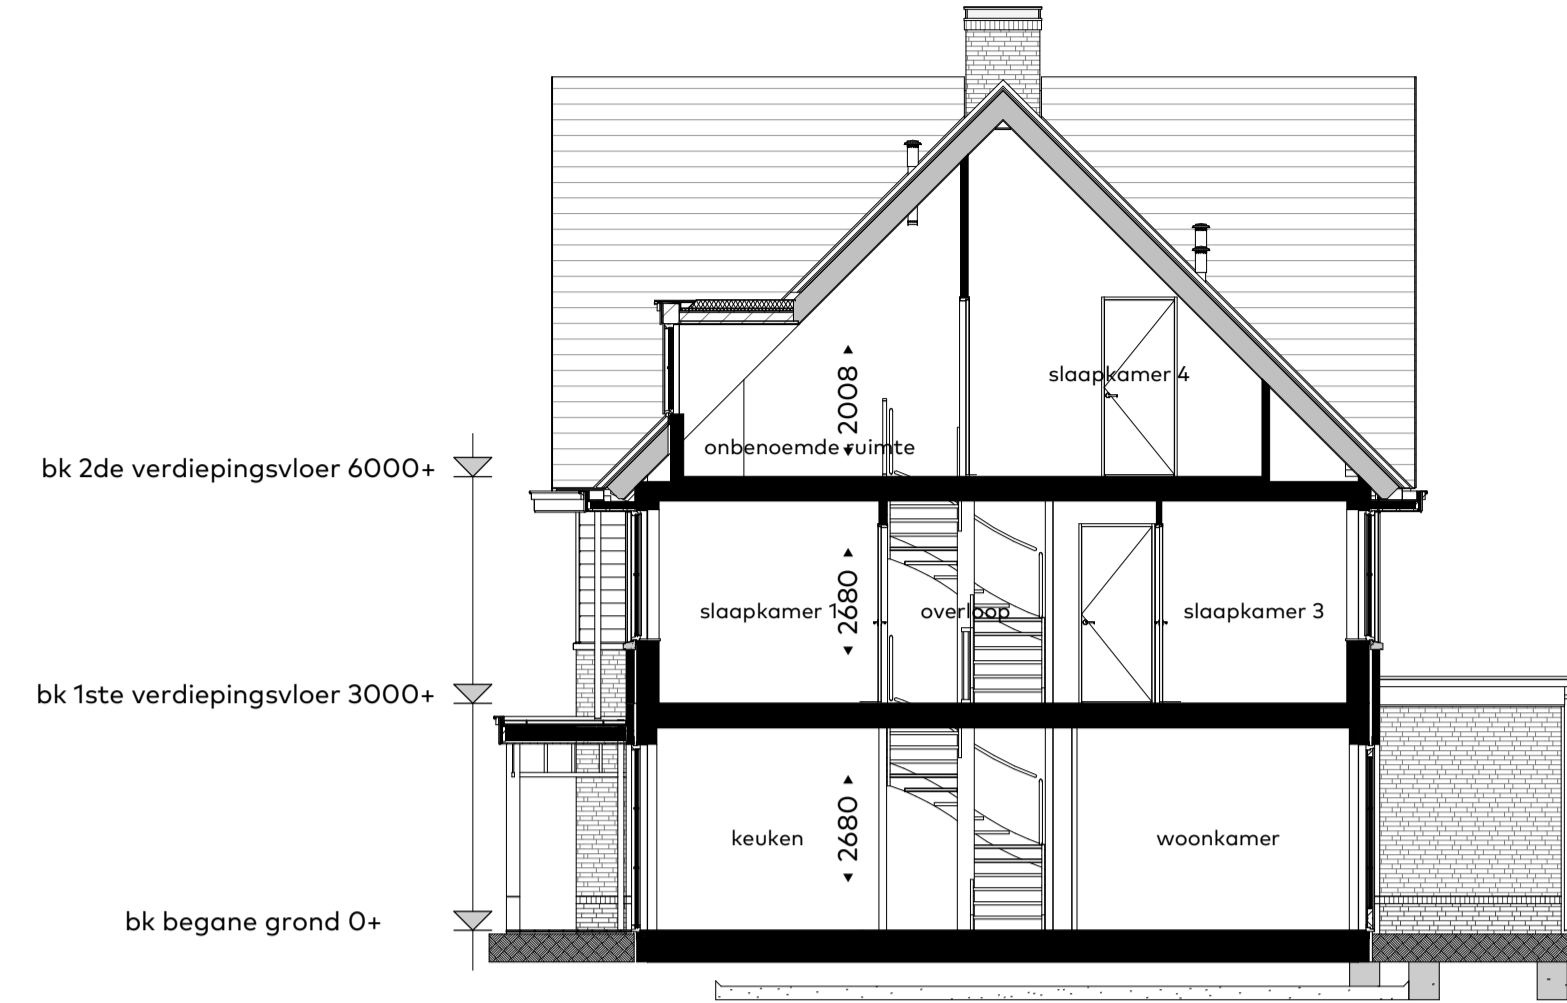 slaapkamer 4
2008
onbenoemde ruimte
bk 2de verdiepingsvloer 6000+
slaapkamer 1
2680
overloop
slaapkamer 3
bk 1ste verdiepingsvloer 3000+
keuken
2680
woonkamer
bk begane grond 0+